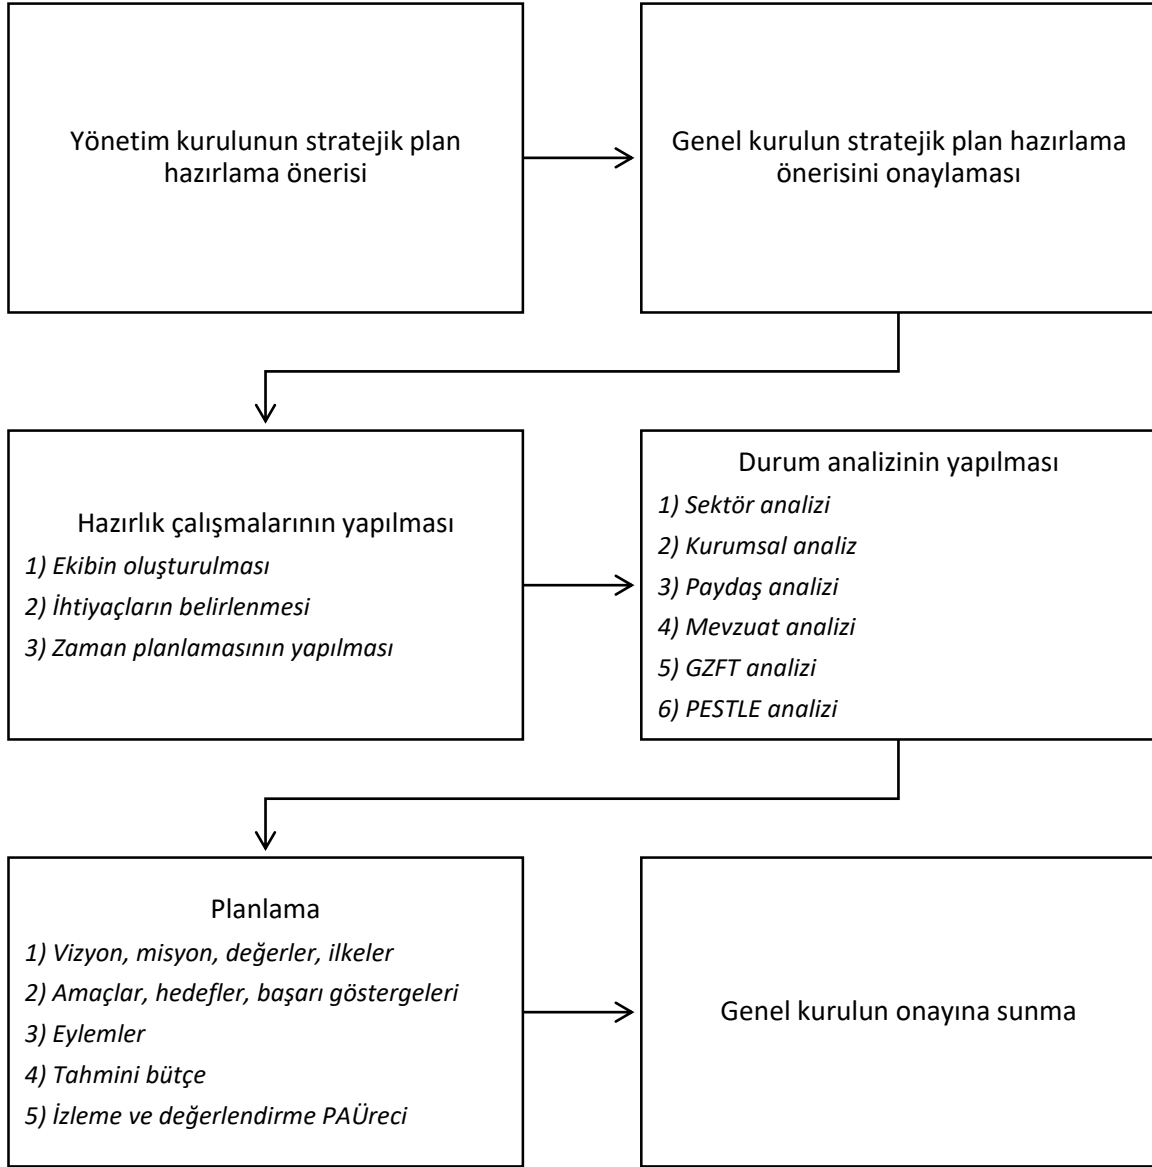 Yönetim kurulunun stratejik plan
hazırlama önerisi
Genel kurulun stratejik plan hazırlama
önerisini onaylaması
Hazırlık çalışmalarının yapılması
1) Ekibin oluşturulması
2) İhtiyaçların belirlenmesi
3) Zaman planlamasının yapılması
Durum analizinin yapılması
1) Sektör analizi
2) Kurumsal analiz
3) Paydaş analizi
4) Mevzuat analizi
5) GZFT analizi
6) PESTLE analizi
Planlama
1) Vizyon, misyon, değerler, ilkeler
2) Amaçlar, hedefler, başarı göstergeleri
3) Eylemler
4) Tahmini bütçe
5) İzleme ve değerlendirme PAÜreci
Genel kurulun onayına sunma